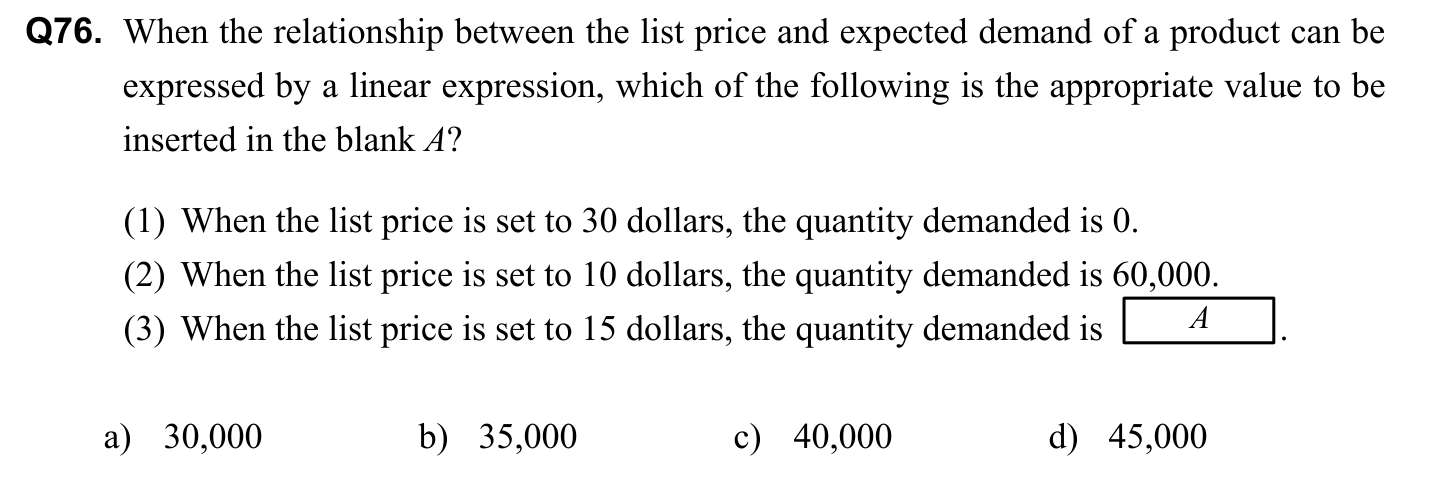 Q76. When the relationship between the list price and expected demand of a product can be
expressed by a linear expression, which of the following is the appropriate value to be
inserted in the blank A?
(1) When the list price is set to 30 dollars, the quantity demanded is 0.
(2) When the list price is set to 10 dollars, the quantity demanded is 60,000.
(3) When the list price is set to 15 dollars, the quantity demanded is A .
a) 30,000 b) 35,000 c) 40,000 d) 45,000